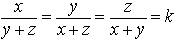 x/(y+z) = y/(x+z) = z/(x+y) = k